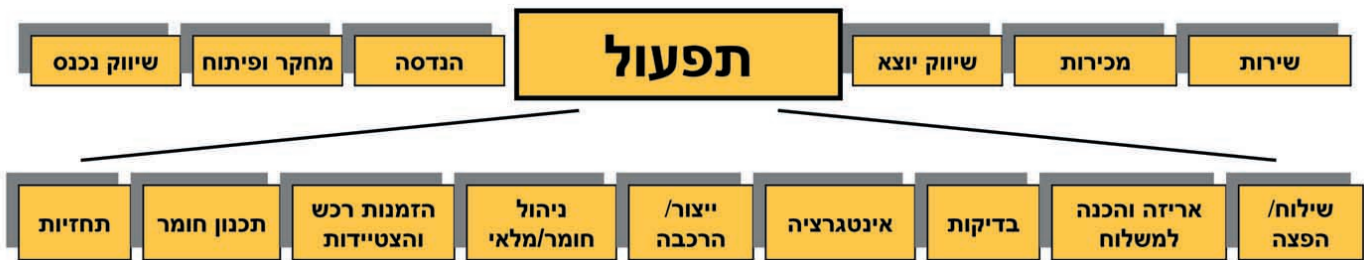 שירות
מכירות
שיווק יוצא
תפעול
הנדסה
מחקר ופיתוח
שיווק נכנס
שילוח/
הפצה
אריזה והכנה
למשלוח
בדיקות
אינטגרציה
ייצור/
הרכבה
ניהול
חומר/מלאי
הזמנות רכש
והצטיידות
תכנון חומר
תחזיות